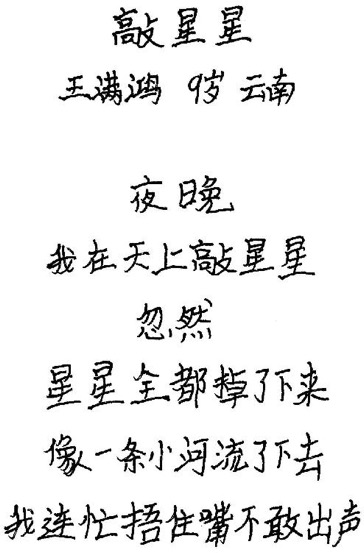 敲星星
王满鸿 9岁 云南
夜晚
我在天上敲星星
忽然
星星全都掉了下来
像一条小河流了下去
我连忙捂住嘴不敢出声